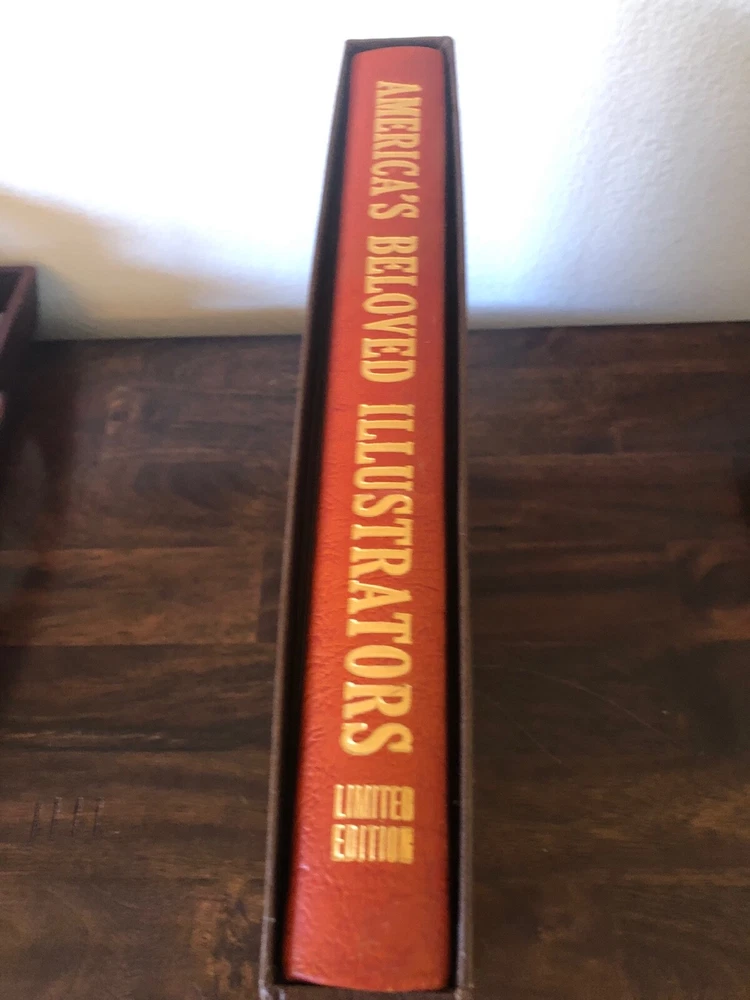 AMERICA'S BELOVED ILLUSTRATORS
LIMITED
EDITION